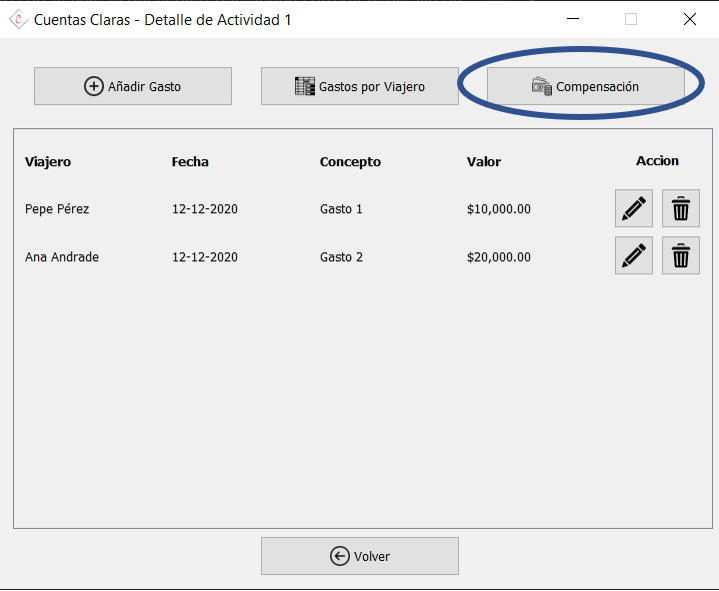 Cuentas Claras - Detalle de Actividad 1
Añadir Gasto Gastos por Viajero Compensación
Viajero Fecha Concepto Valor Accion
Pepe Pérez 12-12-2020 Gasto 1 $10,000.00
Ana Andrade 12-12-2020 Gasto 2 $20,000.00
Volver